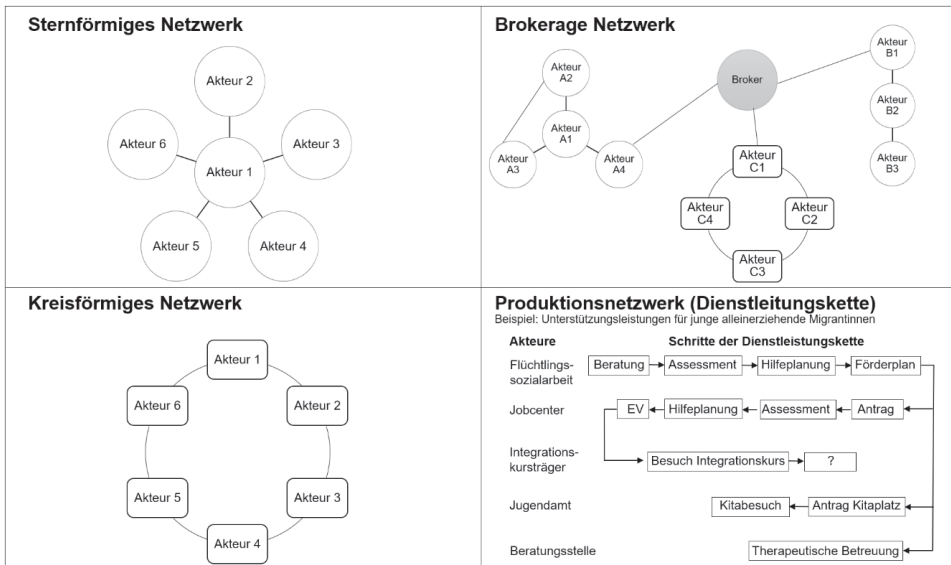 Sternförmiges Netzwerk
Akteur 2
Akteur 6
Akteur 3
Akteur 1
Akteur 5
Akteur 4
Brokerage Netzwerk
Akteur
A2
Akteur
A1
Akteur
A3
Akteur
A4
Broker
Akteur
B1
Akteur
B2
Akteur
B3
Akteur
C1
Akteur
C4
Akteur
C2
Akteur
C3
Kreisförmiges Netzwerk
Akteur 1
Akteur 6
Akteur 2
Akteur 5
Akteur 3
Akteur 4
Produktionsnetzwerk (Dienstleitungskette)
Beispiel: Unterstützungsleistungen für junge alleinerziehende Migrantinnen
Akteure
Schritte der Dienstleistungskette
Flüchtlings-
sozialarbeit
Beratung
Assessment
Hilfeplanung
Förderplan
Jobcenter
EV
Hilfeplanung
Assessment
Antrag
Integrations-
kursträger
Besuch Integrationskurs
?
Jugendamt
Kitabesuch
Antrag Kitaplatz
Beratungsstelle
Therapeutische Betreuung